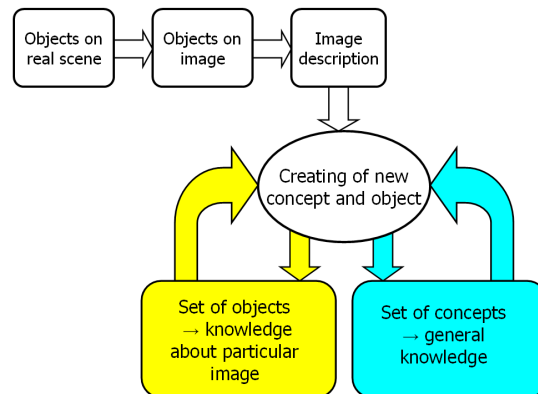 Objects on
real scene
Objects on
image
Image
description
Creating of new
concept and object
Set of objects
→ knowledge
about particular
image
Set of concepts
→ general
knowledge